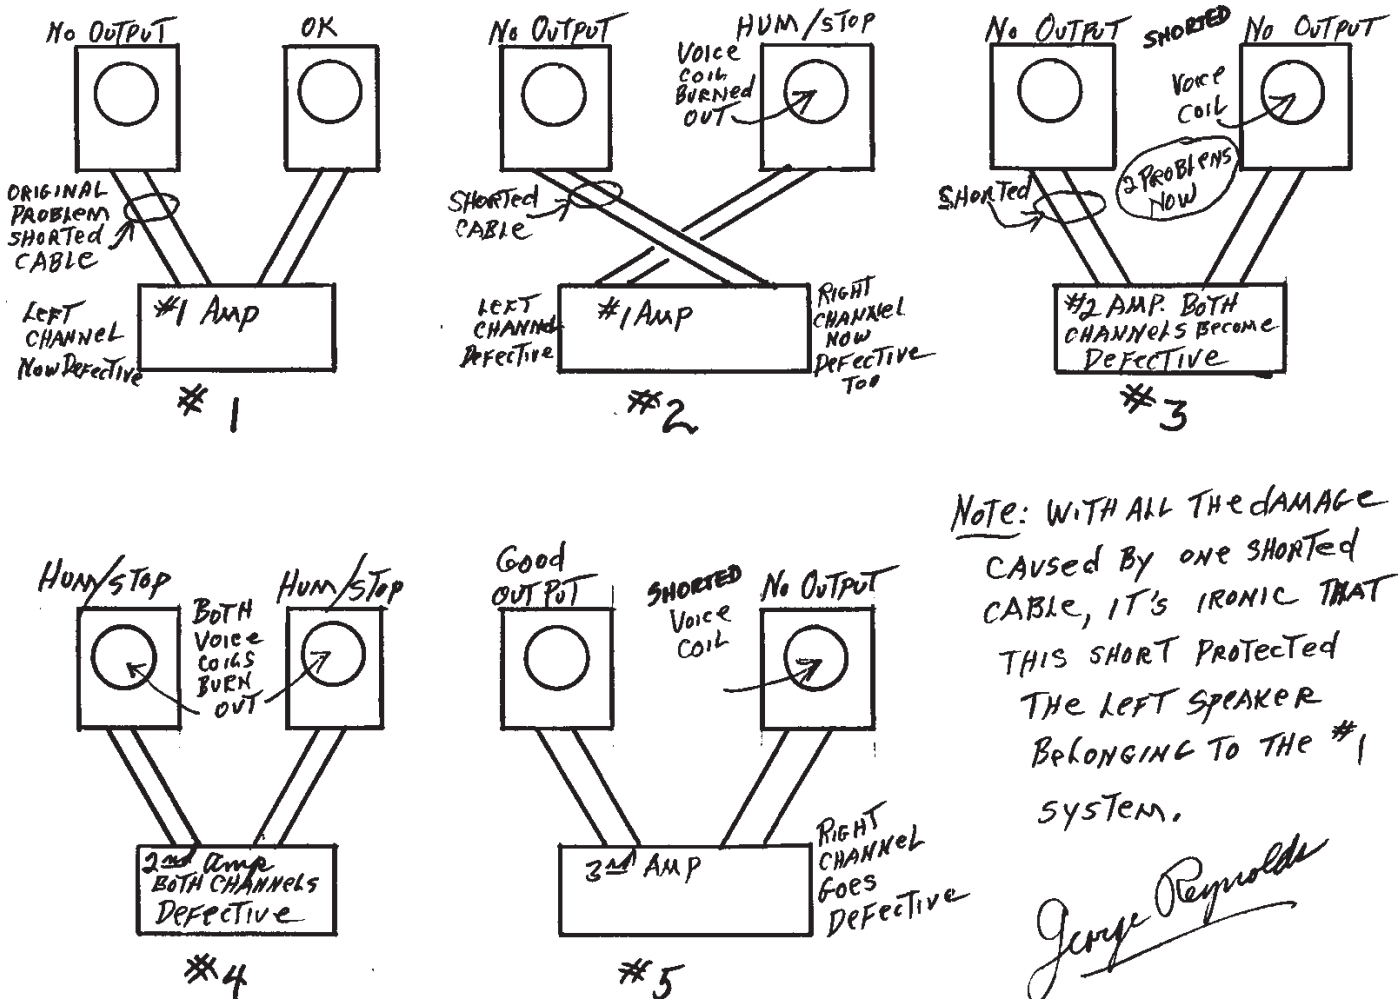 No OUTPUT
OK
ORIGINAL
PROBLEM
SHORTED
CABLE
LEFT
CHANNEL
NOW DEFECTIVE
#1 AMP
#1
No OUTPUT
HUM/STOP
VOICE
COIL
BURNED
OUT
SHORTED
CABLE
LEFT
CHANNEL
DEFECTIVE
#1 AMP
RIGHT
CHANNEL
NOW
DEFECTIVE
TOO
#2
No OUTPUT
SHORTED
No OUTPUT
VOICE
COIL
SHORTED
2 PROBLEMS
NOW
#2 AMP. BOTH
CHANNELS BECOME
DEFECTIVE
#3
HUM/STOP
HUM/STOP
BOTH
VOICE
COILS
BURN
OUT
2nd Amp
BOTH CHANNELS
DEFECTIVE
#4
GOOD
OUTPUT
SHORTED
No OUTPUT
VOICE
COIL
3rd AMP
RIGHT
CHANNEL
GOES
DEFECTIVE
#5
NOTE: WITH ALL THE DAMAGE
CAUSED BY ONE SHORTED
CABLE, IT'S IRONIC THAT
THIS SHORT PROTECTED
THE LEFT SPEAKER
BELONGING TO THE #1
SYSTEM.
George Reynolds